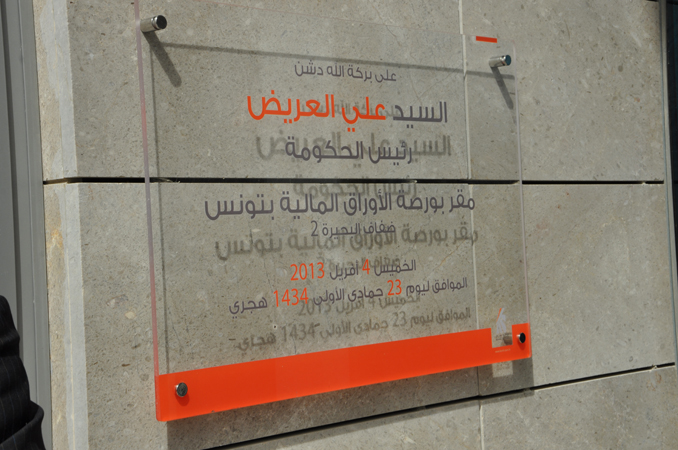 على بركة الله دشن
السيد علي العريض
رئيس الحكومة
مقر بورصة الأوراق المالية بتونس
ضفاف البحيرة 2
الخميس 4 أفريل 2013
الموافق ليوم 23 جمادى الأولى 1434 هجري